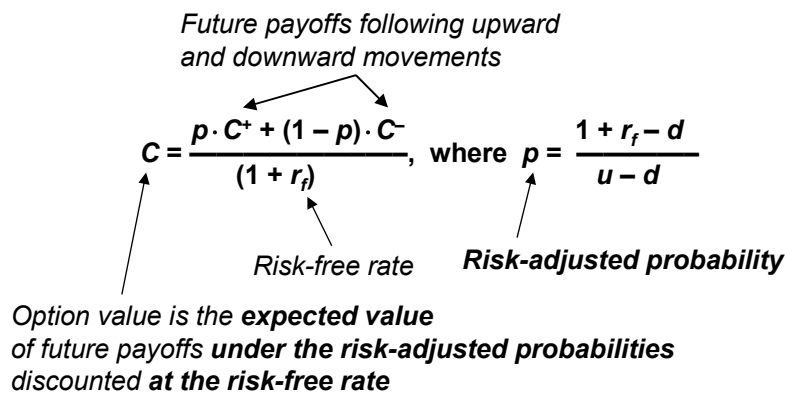 Future payoffs following upward
and downward movements
C = p · C⁺ + (1 – p) · C⁻ / (1 + r_f), where p = 1 + r_f – d / u – d
Risk-free rate
Risk-adjusted probability
Option value is the expected value
of future payoffs under the risk-adjusted probabilities
discounted at the risk-free rate